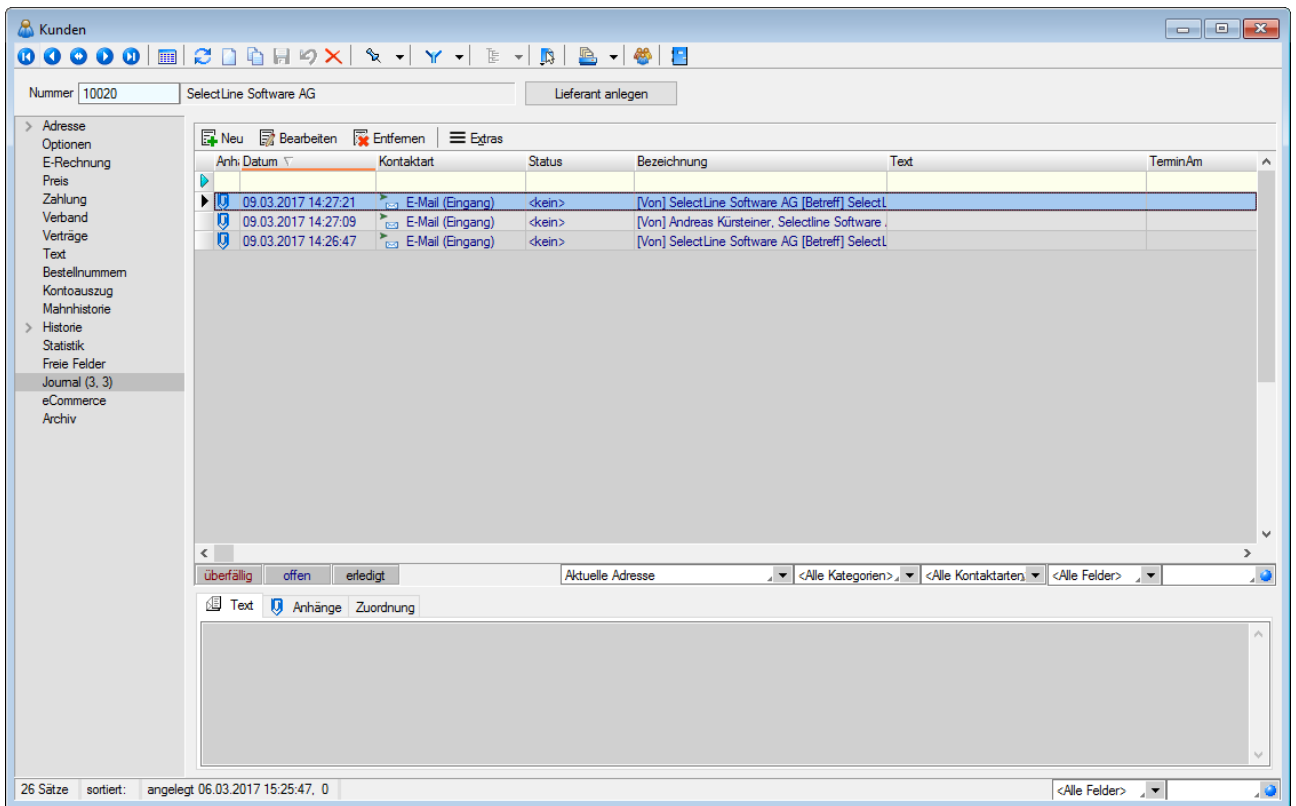 Kunden
Nummer 10020 SelectLine Software AG Lieferant anlegen
Adresse
Optionen
E-Rechnung
Preis
Zahlung
Verband
Verträge
Text
Bestellnummern
Kontoauszug
Mahnhistorie
Historie
Statistik
Freie Felder
Journal (3, 3)
eCommerce
Archiv
Neu Bearbeiten Entfernen Extras
Anh: Datum Kontaktart Status Bezeichnung Text TerminAm
09.03.2017 14:27:21 E-Mail (Eingang) <kein> [Von] SelectLine Software AG [Betreff] SelectL
09.03.2017 14:27:09 E-Mail (Eingang) <kein> [Von] Andreas Kürsteiner, Selectline Software
09.03.2017 14:26:47 E-Mail (Eingang) <kein> [Von] SelectLine Software AG [Betreff] SelectL
überfällig offen erledigt Aktuelle Adresse <Alle Kategorien> <Alle Kontaktarten <Alle Felder>
Text Anhänge Zuordnung
26 Sätze sortiert: angelegt 06.03.2017 15:25:47, 0 <Alle Felder>